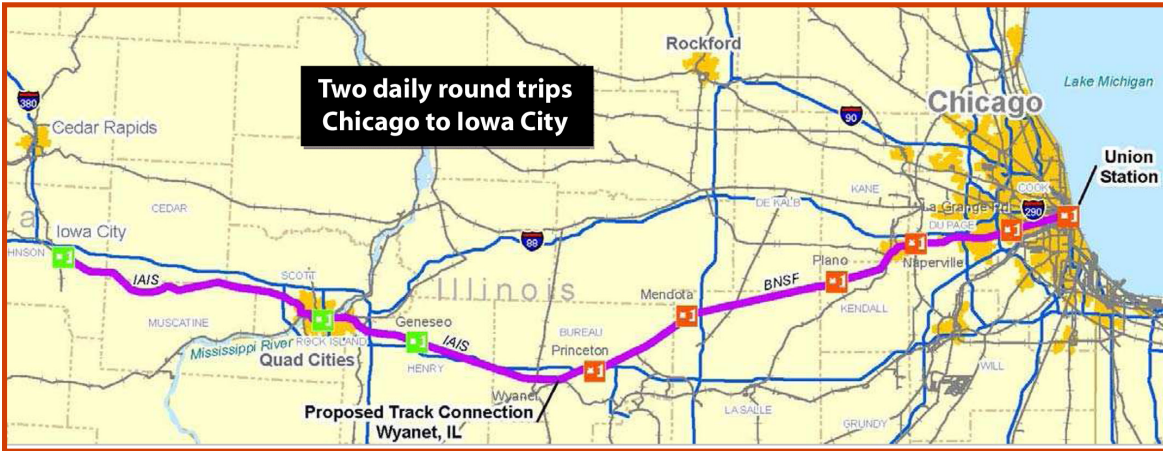 Two daily round trips
Chicago to Iowa City
Rockford
Lake Michigan
Chicago
380
Cedar Rapids
90
Union
Station
KANE
COOK
CEDAR
DE KALB
La Grange Rd.
290
Iowa City
DU PAGE
88
HNSON
IAIS
SCOTT
Plano
Naperville
BNSF
Illinois
Mendota
KENDALL
MUSCATINE
Geneseo
Mississippi River
ROCK ISLAND
IAIS
BUREAU
Quad Cities
Princeton
HENRY
WILL
Wyanet
Proposed Track Connection
Wyanet, IL
LA SALLE
GRUNDY